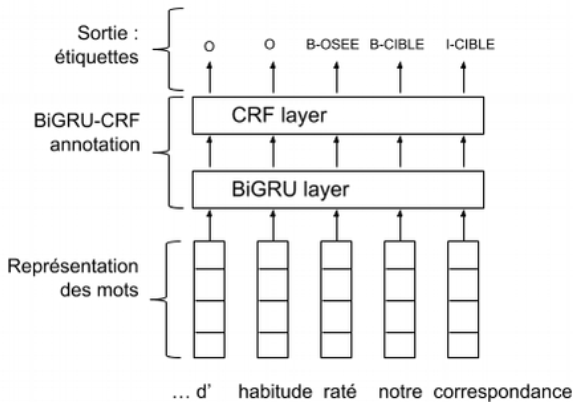 Sortie :
étiquettes
O O B-OSEE B-CIBLE I-CIBLE
BiGRU-CRF
annotation
CRF layer
BiGRU layer
Représentation
des mots
... d' habitude raté notre correspondance